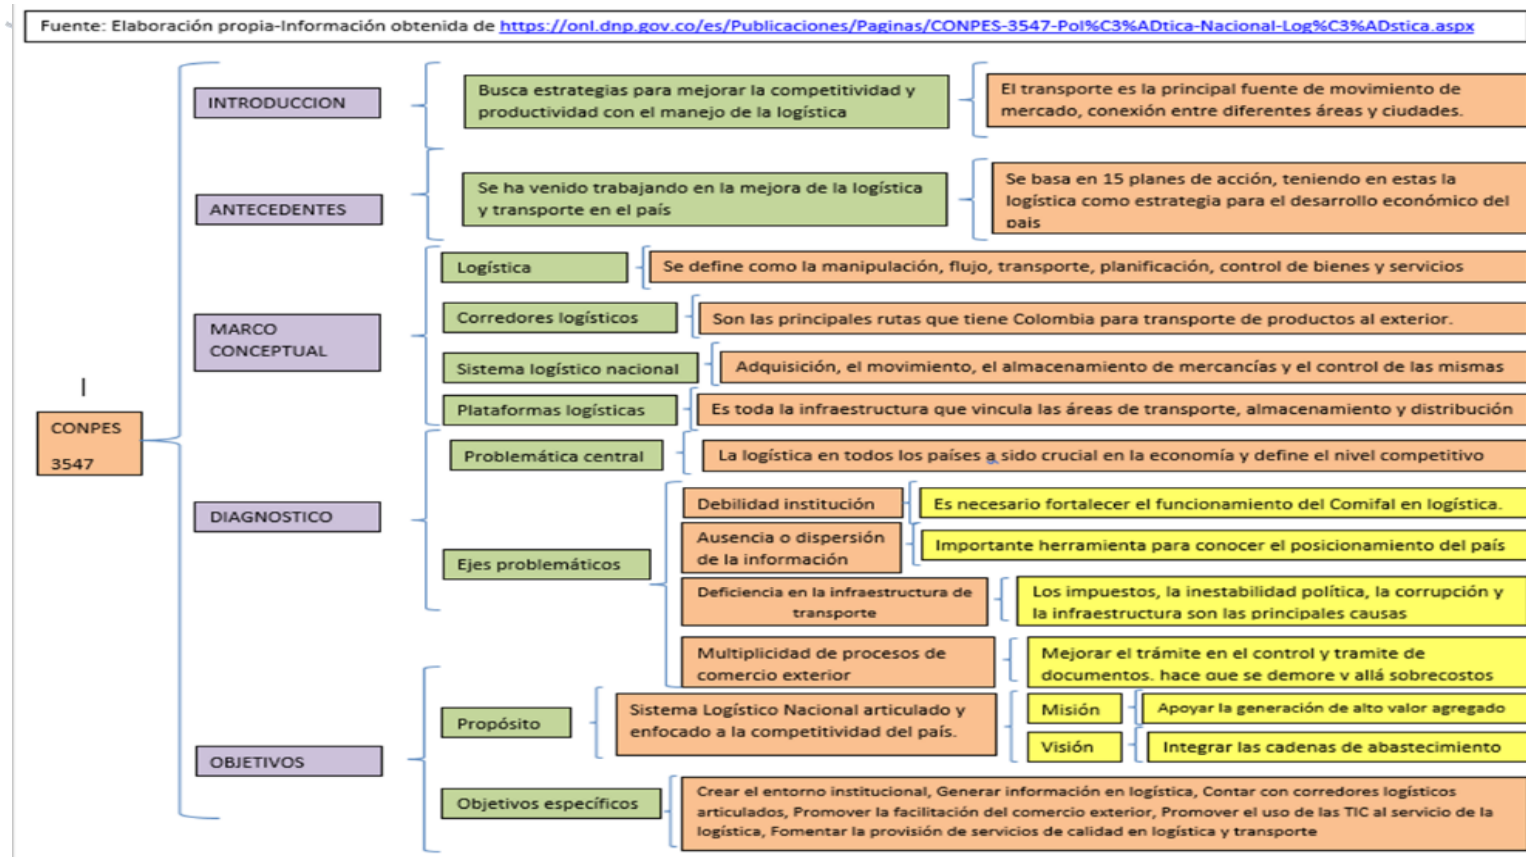 Fuente: Elaboración propia-Información obtenida de https://onl.dnp.gov.co/es/Publicaciones/Paginas/CONPES-3547-Pol%C3%ADtica-Nacional-Log%C3%ADstica.aspx
CONPES
3547
INTRODUCCION
Busca estrategias para mejorar la competitividad y
productividad con el manejo de la logística
El transporte es la principal fuente de movimiento de
mercado, conexión entre diferentes áreas y ciudades.
ANTECEDENTES
Se ha venido trabajando en la mejora de la logística
y transporte en el país
Se basa en 15 planes de acción, teniendo en estas la
logística como estrategia para el desarrollo económico del
pais
MARCO
CONCEPTUAL
Logística
Se define como la manipulación, flujo, transporte, planificación, control de bienes y servicios
Corredores logísticos
Son las principales rutas que tiene Colombia para transporte de productos al exterior.
Sistema logístico nacional
Adquisición, el movimiento, el almacenamiento de mercancías y el control de las mismas
Plataformas logísticas
Es toda la infraestructura que vincula las áreas de transporte, almacenamiento y distribución
DIAGNOSTICO
Problemática central
La logística en todos los países a sido crucial en la economía y define el nivel competitivo
Ejes problemáticos
Debilidad institución
Es necesario fortalecer el funcionamiento del Comifal en logística.
Ausencia o dispersión
de la información
Importante herramienta para conocer el posicionamiento del país
Deficiencia en la infraestructura de
transporte
Los impuestos, la inestabilidad política, la corrupción y
la infraestructura son las principales causas
Multiplicidad de procesos de
comercio exterior
Mejorar el trámite en el control y tramite de
documentos. hace que se demore y allá sobrecostos
OBJETIVOS
Propósito
Sistema Logístico Nacional articulado y
enfocado a la competitividad del país.
Misión
Apoyar la generación de alto valor agregado
Visión
Integrar las cadenas de abastecimiento
Objetivos específicos
Crear el entorno institucional, Generar información en logística, Contar con corredores logísticos
articulados, Promover la facilitación del comercio exterior, Promover el uso de las TIC al servicio de la
logística, Fomentar la provisión de servicios de calidad en logística y transporte